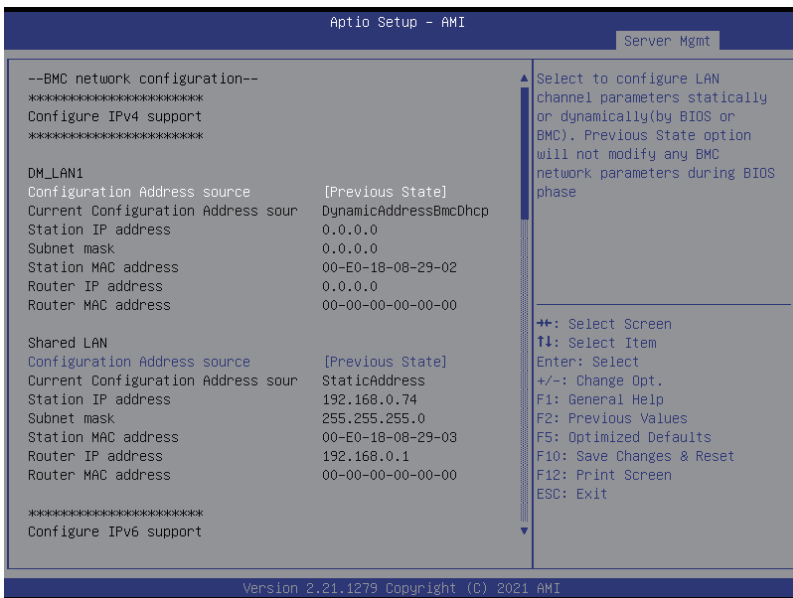 Aptio Setup - AMI
Server Mgmt
--BMC network configuration--
**********************
Configure IPv4 support
**********************
DM_LAN1
Configuration Address source [Previous State]
Current Configuration Address sour DynamicAddressBmcDhcp
Station IP address 0.0.0.0
Subnet mask 0.0.0.0
Station MAC address 00-E0-18-08-29-02
Router IP address 0.0.0.0
Router MAC address 00-00-00-00-00-00
Shared LAN
Configuration Address source [Previous State]
Current Configuration Address sour StaticAddress
Station IP address 192.168.0.74
Subnet mask 255.255.255.0
Station MAC address 00-E0-18-08-29-03
Router IP address 192.168.0.1
Router MAC address 00-00-00-00-00-00
**********************
Configure IPv6 support
Select to configure LAN
channel parameters statically
or dynamically(by BIOS or
BMC). Previous State option
will not modify any BMC
network parameters during BIOS
phase
→←: Select Screen
↑↓: Select Item
Enter: Select
+/-: Change Opt.
F1: General Help
F2: Previous Values
F5: Optimized Defaults
F10: Save Changes & Reset
F12: Print Screen
ESC: Exit
Version 2.21.1279 Copyright (C) 2021 AMI